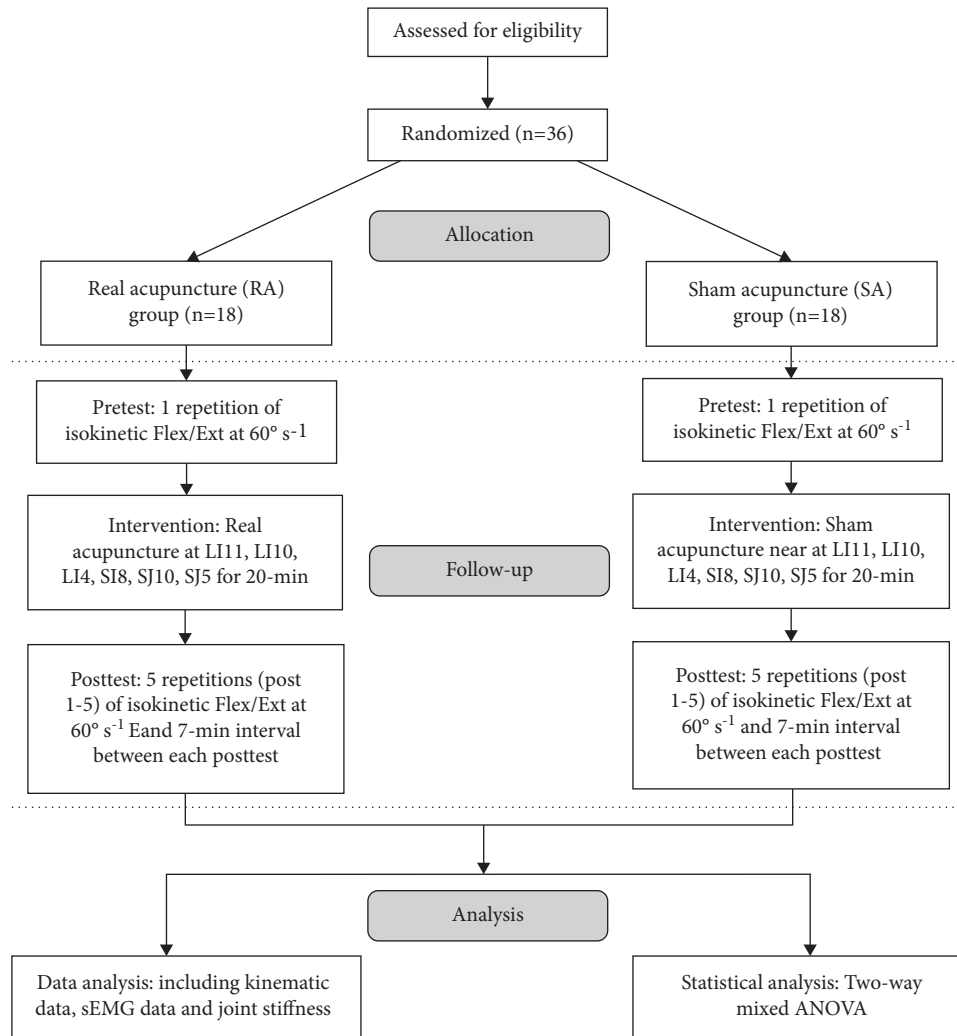 Assessed for eligibility
Randomized (n=36)
Allocation
Real acupuncture (RA)
group (n=18)
Sham acupuncture (SA)
group (n=18)
Pretest: 1 repetition of
isokinetic Flex/Ext at 60° s-1
Pretest: 1 repetition of
isokinetic Flex/Ext at 60° s-1
Intervention: Real
acupuncture at LI11, LI10,
LI4, SI8, SJ10, SJ5 for 20-min
Follow-up
Intervention: Sham
acupuncture near at LI11, LI10,
LI4, SI8, SJ10, SJ5 for 20-min
Posttest: 5 repetitions (post
1-5) of isokinetic Flex/Ext at
60° s-1 Eand 7-min interval
between each posttest
Posttest: 5 repetitions (post
1-5) of isokinetic Flex/Ext at
60° s-1 and 7-min interval
between each posttest
Analysis
Data analysis: including kinematic
data, sEMG data and joint stiffness
Statistical analysis: Two-way
mixed ANOVA